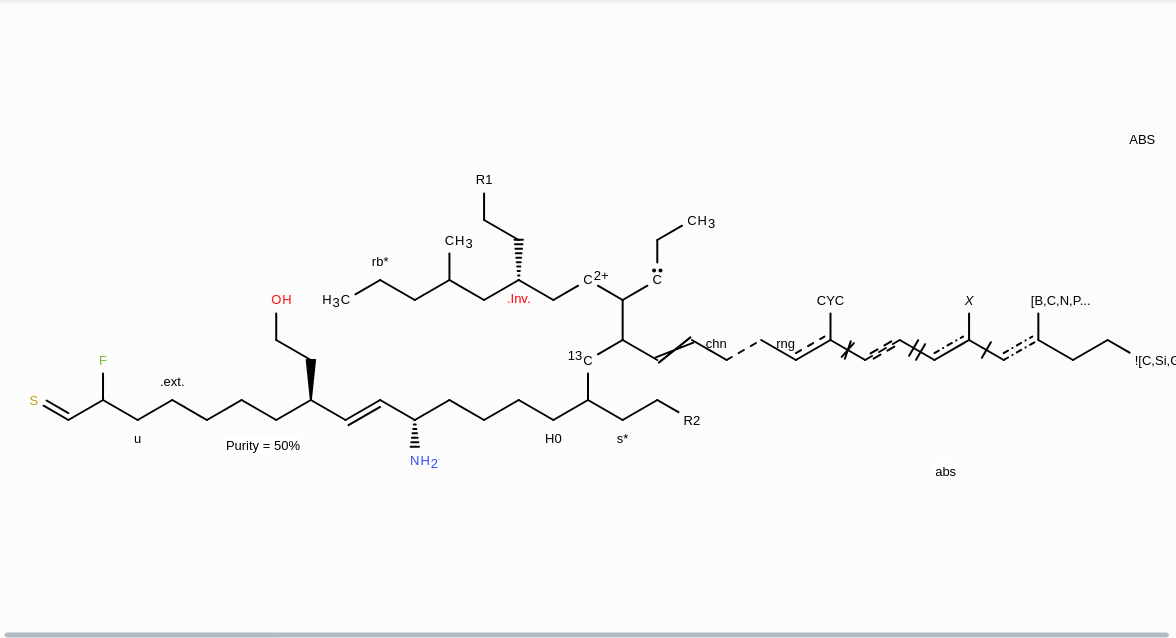 ABS
R1
CH3
CH3
rb*
C2+
C
H3C
.Inv.
OH
CYC
X
[B,C,N,P...
chn
rng
F
13C
![C,Si,G
.ext.
S
R2
u
Purity = 50%
H0
s*
NH2
abs